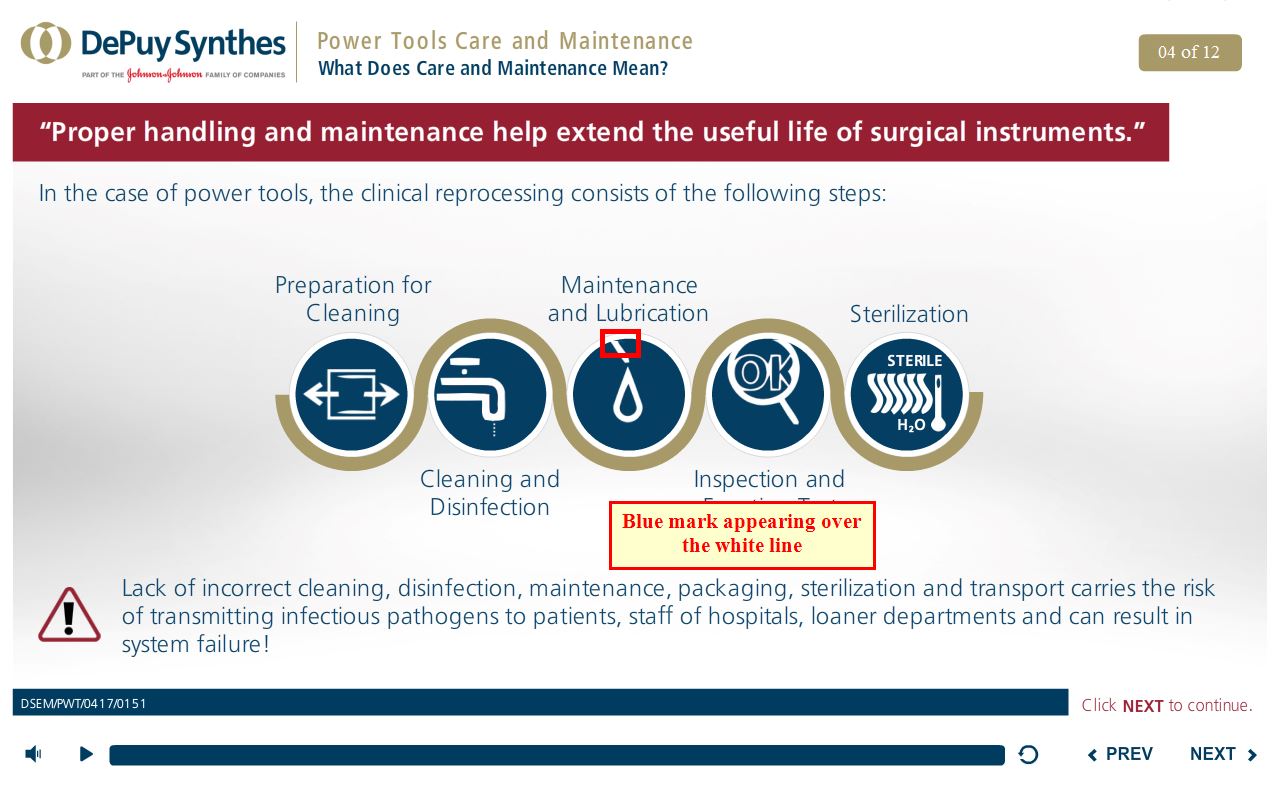 DePuy Synthes
PART OF THE Johnson & Johnson FAMILY OF COMPANIES
Power Tools Care and Maintenance
What Does Care and Maintenance Mean?
04 of 12
“Proper handling and maintenance help extend the useful life of surgical instruments.”
In the case of power tools, the clinical reprocessing consists of the following steps:
Preparation for
Cleaning
Maintenance
and Lubrication
Sterilization
OK
STERILE
H₂O
Cleaning and
Disinfection
Inspection and
Blue mark appearing over
the white line
Lack of incorrect cleaning, disinfection, maintenance, packaging, sterilization and transport carries the risk
of transmitting infectious pathogens to patients, staff of hospitals, loaner departments and can result in
system failure!
DSEM/PWT/0417/0151
Click NEXT to continue.
PREV
NEXT